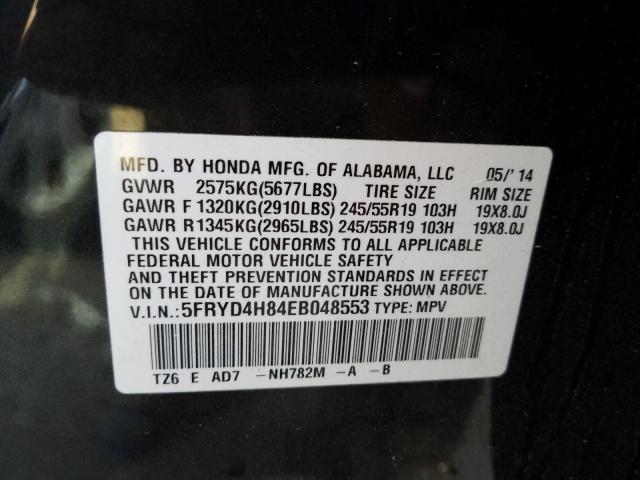 MFD. BY HONDA MFG. OF ALABAMA, LLC 05/' 14
GVWR 2575KG(5677LBS) TIRE SIZE RIM SIZE
GAWR F 1320KG(2910LBS) 245/55R19 103H 19X8.0J
GAWR R1345KG(2965LBS) 245/55R19 103H 19X8.0J
THIS VEHICLE CONFORMS TO ALL APPLICABLE
FEDERAL MOTOR VEHICLE SAFETY
AND THEFT PREVENTION STANDARDS IN EFFECT
ON THE DATE OF MANUFACTURE SHOWN ABOVE.
V.I.N.:5FRYD4H84EB048553 TYPE: MPV
TZ6 E AD7 -NH782M -A -B